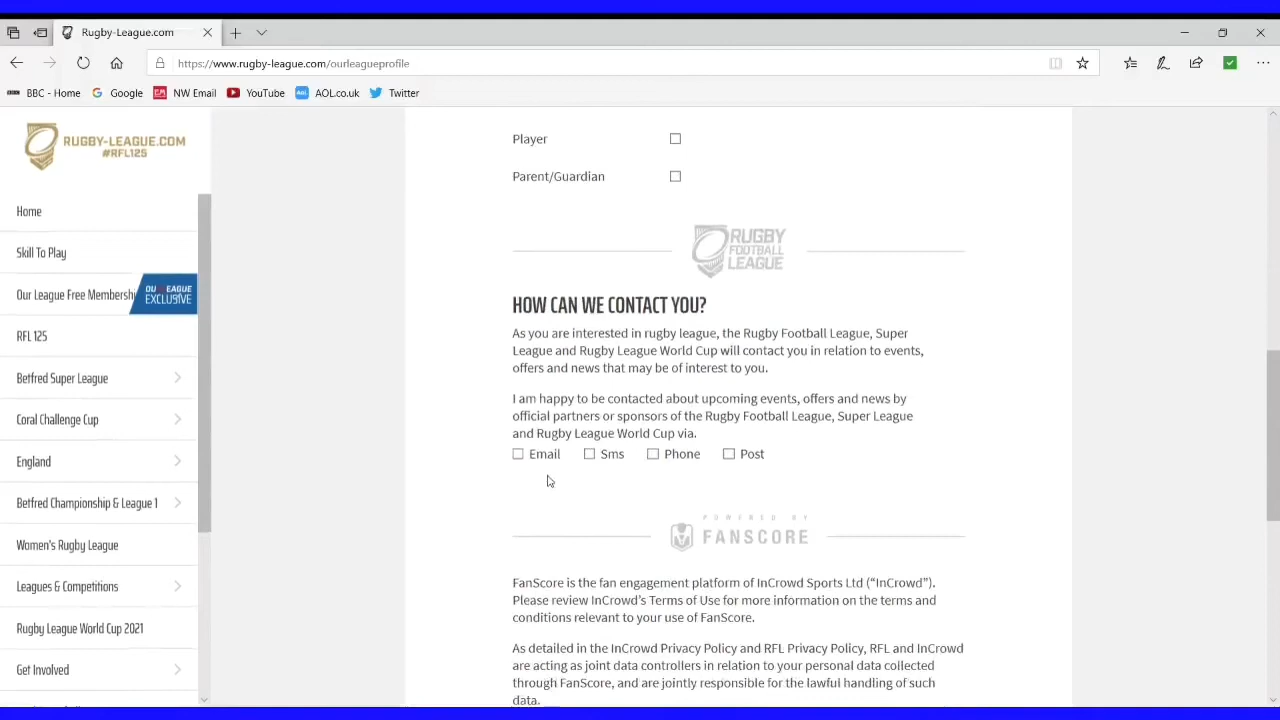 Rugby-League.com
https://www.rugby-league.com/ourleagueprofile
BBC - Home
Google
NW Email
YouTube
AOL.co.uk
Twitter
RUGBY-LEAGUE.COM
#RFL125
Home
Skill To Play
Our League Free Membershi
OUR LEAGUE
EXCLUSIVE
RFL 125
Betfred Super League
Coral Challenge Cup
England
Betfred Championship & League 1
Women's Rugby League
Leagues & Competitions
Rugby League World Cup 2021
Get Involved
Player
Parent/Guardian
RUGBY
FOOTBALL
LEAGUE
HOW CAN WE CONTACT YOU?
As you are interested in rugby league, the Rugby Football League, Super
League and Rugby League World Cup will contact you in relation to events,
offers and news that may be of interest to you.
I am happy to be contacted about upcoming events, offers and news by
official partners or sponsors of the Rugby Football League, Super League
and Rugby League World Cup via.
Email Sms Phone Post
POWERED BY
FANSCORE
FanScore is the fan engagement platform of InCrowd Sports Ltd (“InCrowd”).
Please review InCrowd’s Terms of Use for more information on the terms and
conditions relevant to your use of FanScore.
As detailed in the InCrowd Privacy Policy and RFL Privacy Policy, RFL and InCrowd
are acting as joint data controllers in relation to your personal data collected
through FanScore, and are jointly responsible for the lawful handling of such
data.